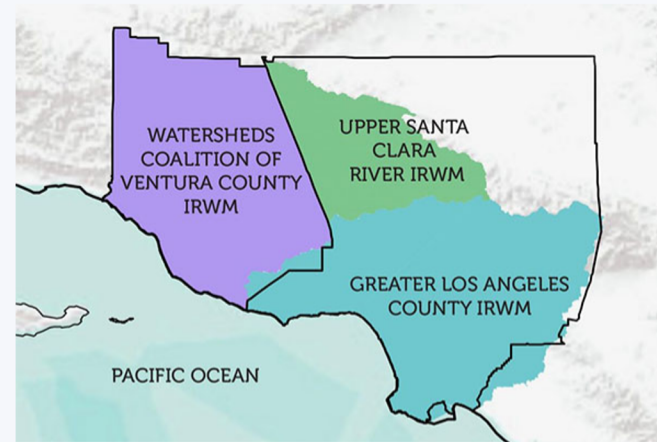 WATERSHEDS
COALITION OF
VENTURA COUNTY
IRWM
UPPER SANTA
CLARA
RIVER IRWM
GREATER LOS ANGELES
COUNTY IRWM
PACIFIC OCEAN